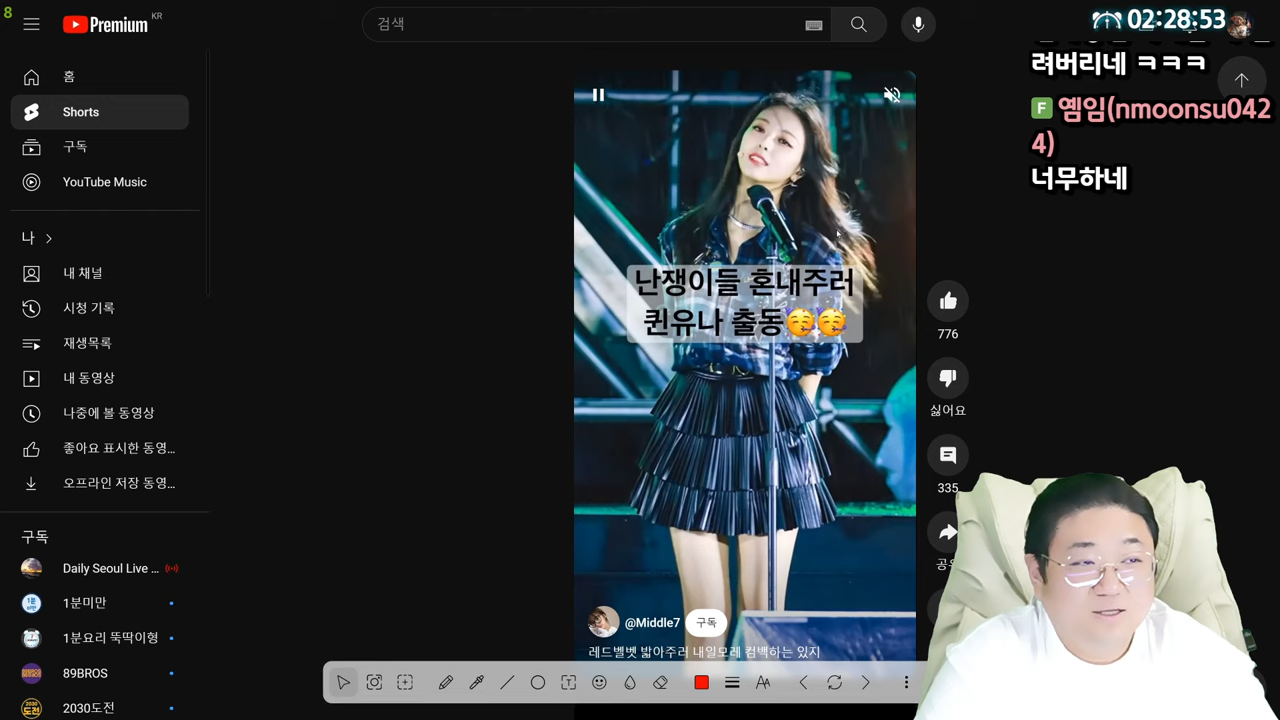 8
Premium KR
검색
02:28:53
려버리네 ㅋㅋㅋ
F 옘임(nmoonsu042
4)
너무하네
홈
Shorts
구독
YouTube Music
나
내 채널
시청 기록
재생목록
내 동영상
나중에 볼 동영상
좋아요 표시한 동영...
오프라인 저장 동영...
구독
Daily Seoul Live ...
1분미만
1분요리 뚝딱이형
89BROS
2030도전
난쟁이들 혼내주러
퀸유나 출동🥳🥳
776
싫어요
335
@Middle7 구독
레드벨벳 밟아주러 내일모레 컴백하는 있지